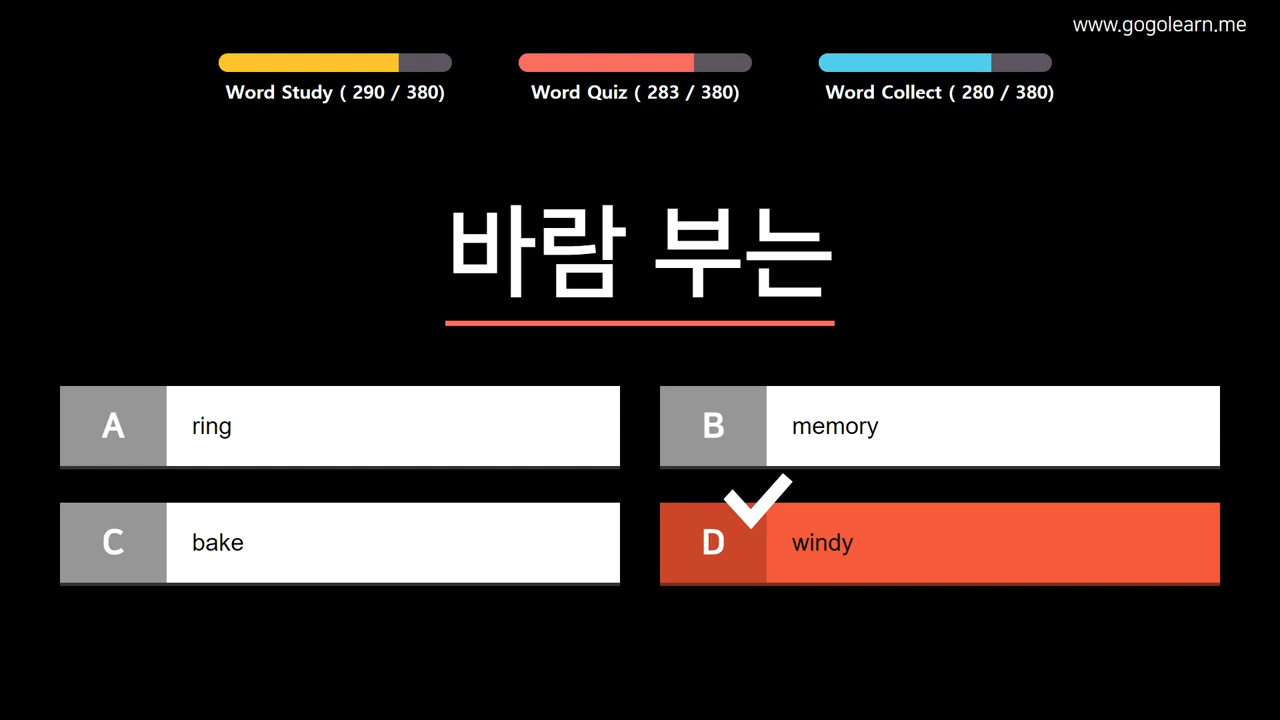 www.gogolearn.me
Word Study ( 290 / 380)
Word Quiz ( 283 / 380)
Word Collect ( 280 / 380)
바람 부는
A ring
B memory
C bake
D windy